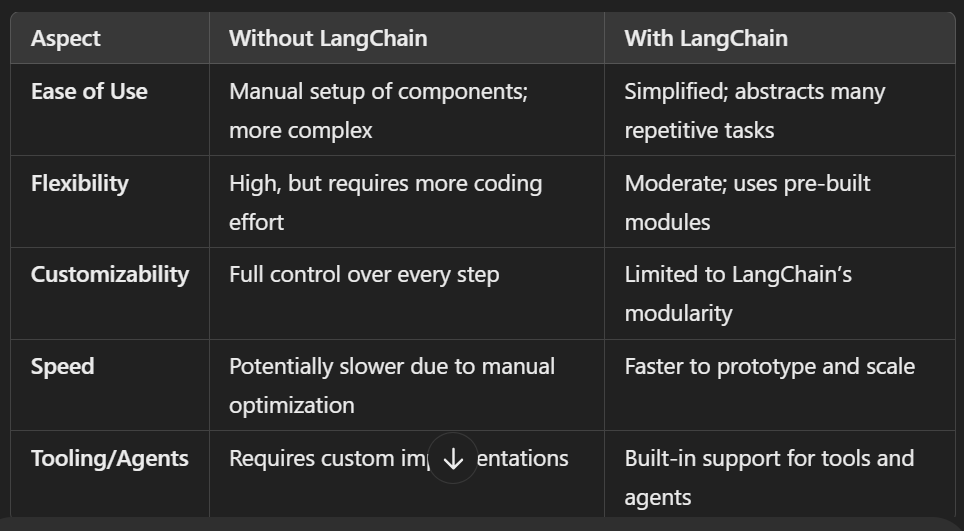 Aspect Without LangChain With LangChain
Ease of Use Manual setup of components; Simplified; abstracts many
more complex repetitive tasks
Flexibility High, but requires more coding Moderate; uses pre-built
effort modules
Customizability Full control over every step Limited to LangChain's
modularity
Speed Potentially slower due to manual Faster to prototype and scale
optimization
Tooling/Agents Requires custom Built-in support for tools and
agents